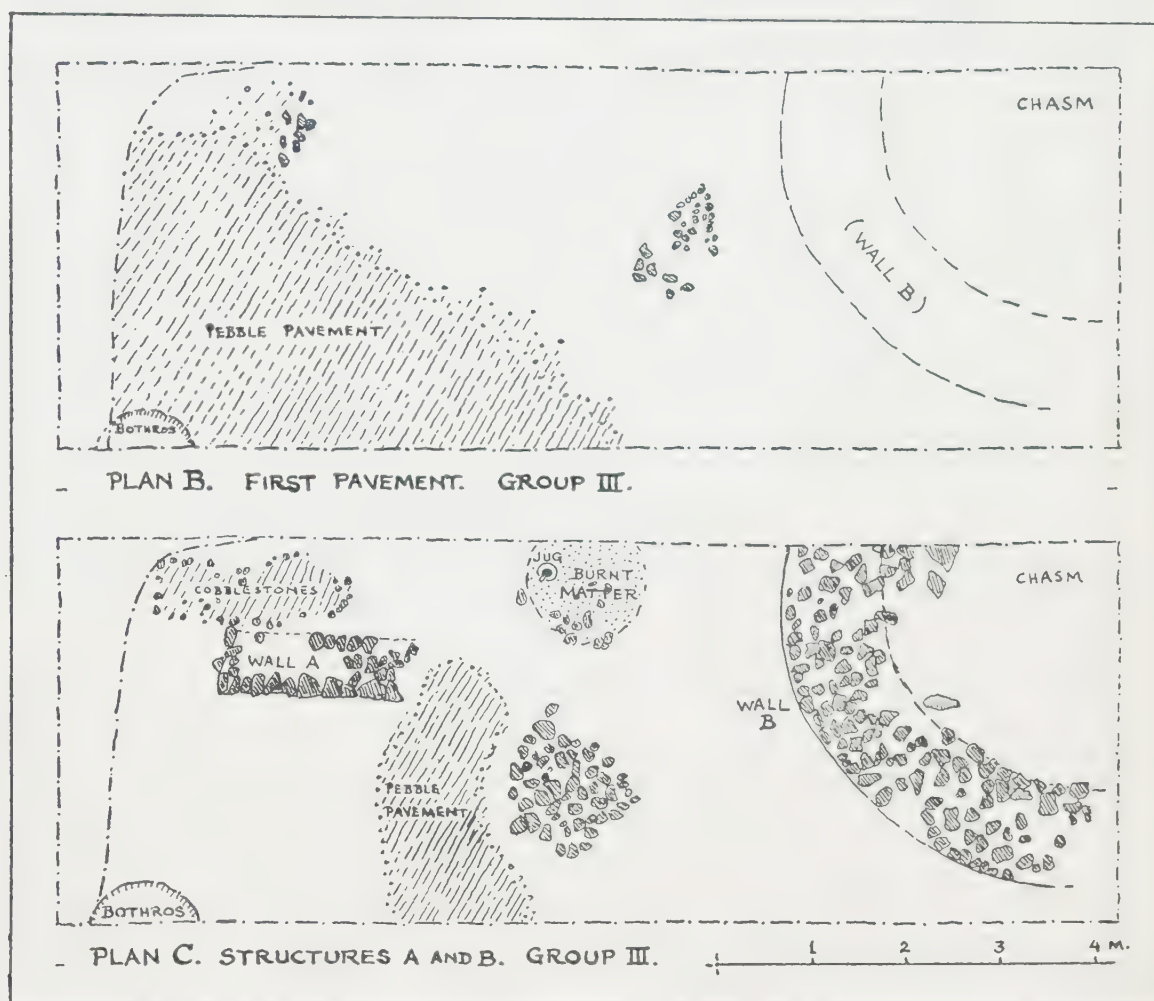 CHASM
(WALL B)
PEBBLE PAVEMENT
BOTHROS
PLAN B. FIRST PAVEMENT. GROUP III.
JUG
BURNT
MATTER
COBBLESTONES
CHASM
WALL A
WALL
B
PEBBLE
PAVEMENT
BOTHROS
PLAN C. STRUCTURES A AND B. GROUP III.
1 2 3 4 M.